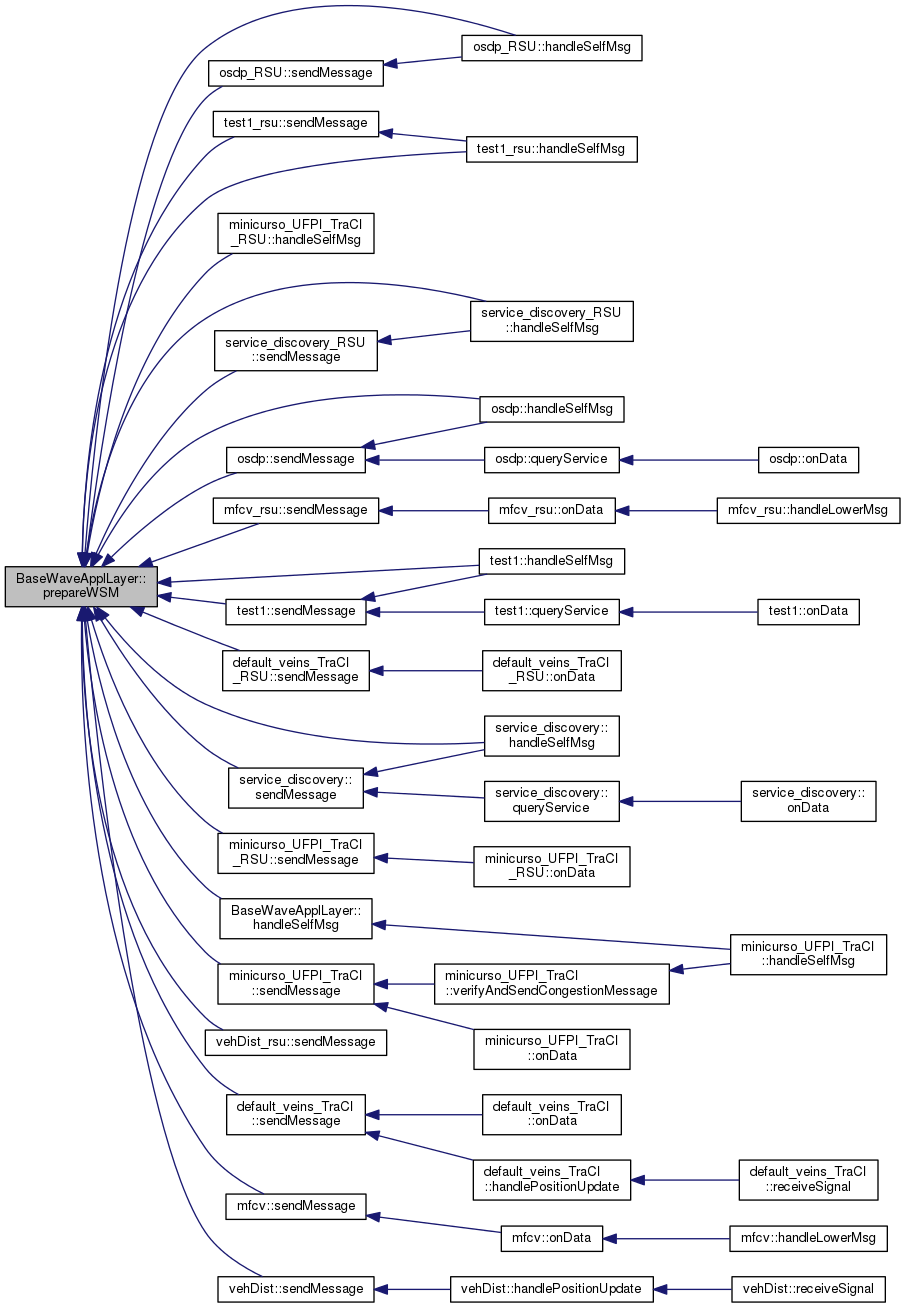 osdp_RSU::handleSelfMsg
osdp_RSU::sendMessage
test1_rsu::sendMessage
test1_rsu::handleSelfMsg
minicurso_UFPI_TraCI
_RSU::handleSelfMsg
service_discovery_RSU
::handleSelfMsg
service_discovery_RSU
::sendMessage
osdp::handleSelfMsg
osdp::sendMessage
osdp::queryService
osdp::onData
mfcv_rsu::sendMessage
mfcv_rsu::onData
mfcv_rsu::handleLowerMsg
BaseWaveApplLayer::
prepareWSM
test1::handleSelfMsg
test1::sendMessage
test1::queryService
test1::onData
default_veins_TraCI
_RSU::sendMessage
default_veins_TraCI
_RSU::onData
service_discovery::
handleSelfMsg
service_discovery::
sendMessage
service_discovery::
queryService
service_discovery::
onData
minicurso_UFPI_TraCI
_RSU::sendMessage
minicurso_UFPI_TraCI
_RSU::onData
BaseWaveApplLayer::
handleSelfMsg
minicurso_UFPI_TraCI
::handleSelfMsg
minicurso_UFPI_TraCI
::sendMessage
minicurso_UFPI_TraCI
::verifyAndSendCongestionMessage
minicurso_UFPI_TraCI
::onData
vehDist_rsu::sendMessage
default_veins_TraCI
::sendMessage
default_veins_TraCI
::onData
default_veins_TraCI
::handlePositionUpdate
default_veins_TraCI
::receiveSignal
mfcv::sendMessage
mfcv::onData
mfcv::handleLowerMsg
vehDist::sendMessage
vehDist::handlePositionUpdate
vehDist::receiveSignal